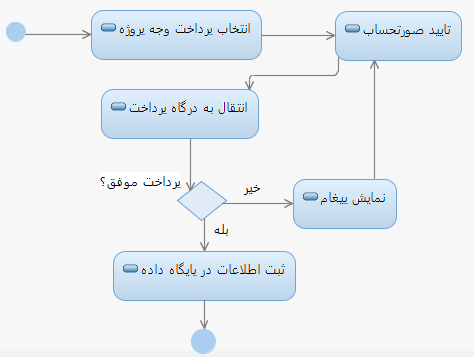 انتخاب پرداخت وجه پروژه
تایید صورتحساب
انتقال به درگاه پرداخت
پرداخت موفق؟
خیر
نمایش پیغام
بله
ثبت اطلاعات در پایگاه داده